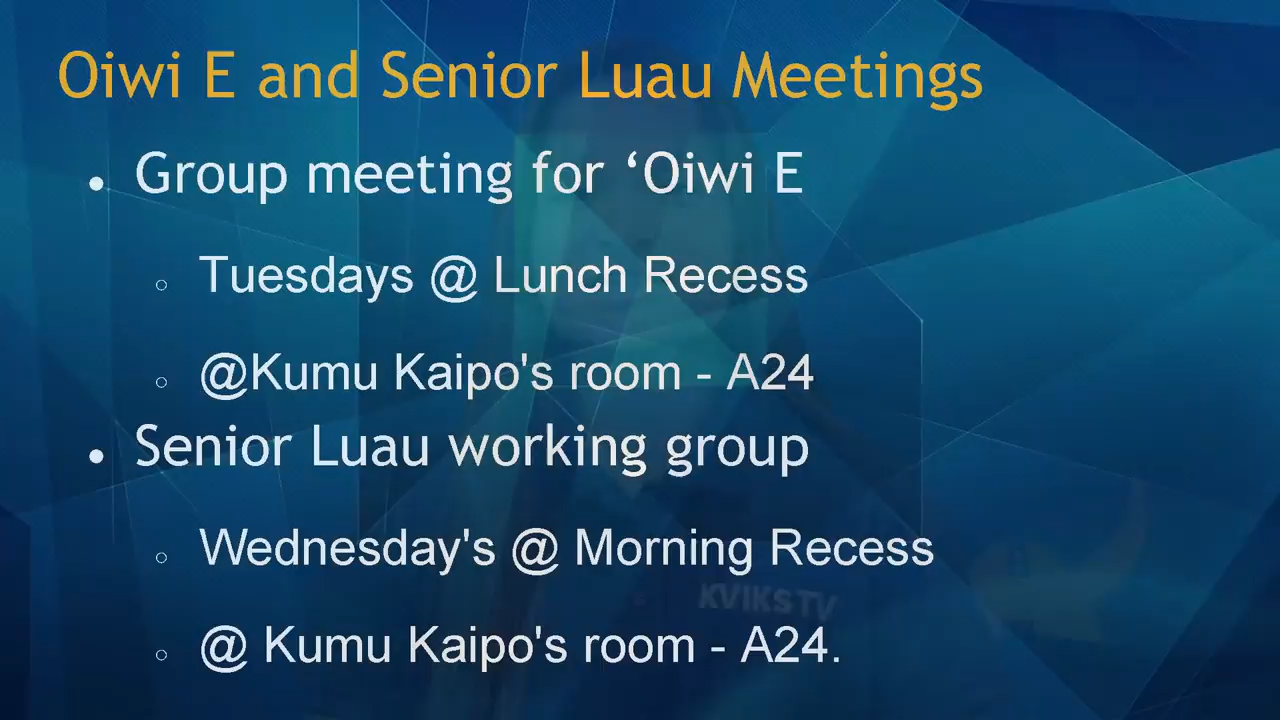 Oiwi E and Senior Luau Meetings
● Group meeting for ‘Oiwi E
○ Tuesdays @ Lunch Recess
○ @Kumu Kaipo's room - A24
● Senior Luau working group
○ Wednesday's @ Morning Recess
KVIKSTV
○ @ Kumu Kaipo's room - A24.